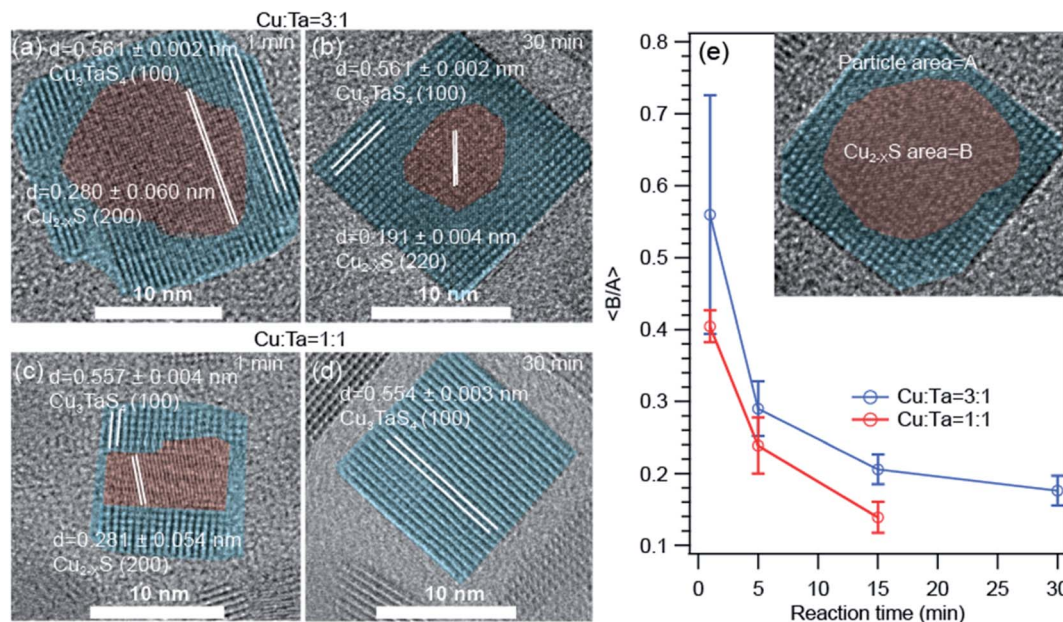 Cu:Ta=3:1
(a)
d=0.561 ± 0.002 nm
1 min
Cu₃TaS₄ (100)
d=0.280 ± 0.060 nm
Cu₂₋ₓS (200)
10 nm
(b)
30 min
d=0.561 ± 0.002 nm
Cu₃TaS₄ (100)
d=0.191 ± 0.004 nm
Cu₂₋ₓS (220)
10 nm
Cu:Ta=1:1
(c)
1 min
d=0.557 ± 0.004 nm
Cu₃TaS₄ (100)
d=0.281 ± 0.054 nm
Cu₂₋ₓS (200)
10 nm
(d)
30 min
d=0.554 ± 0.003 nm
Cu₃TaS₄ (100)
10 nm
(e)
Particle area=A
Cu₂₋ₓS area=B
<B/A>
0.8
0.7
0.6
0.5
0.4
0.3
0.2
0.1
Cu:Ta=3:1
Cu:Ta=1:1
0 5 10 15 20 25 30
Reaction time (min)